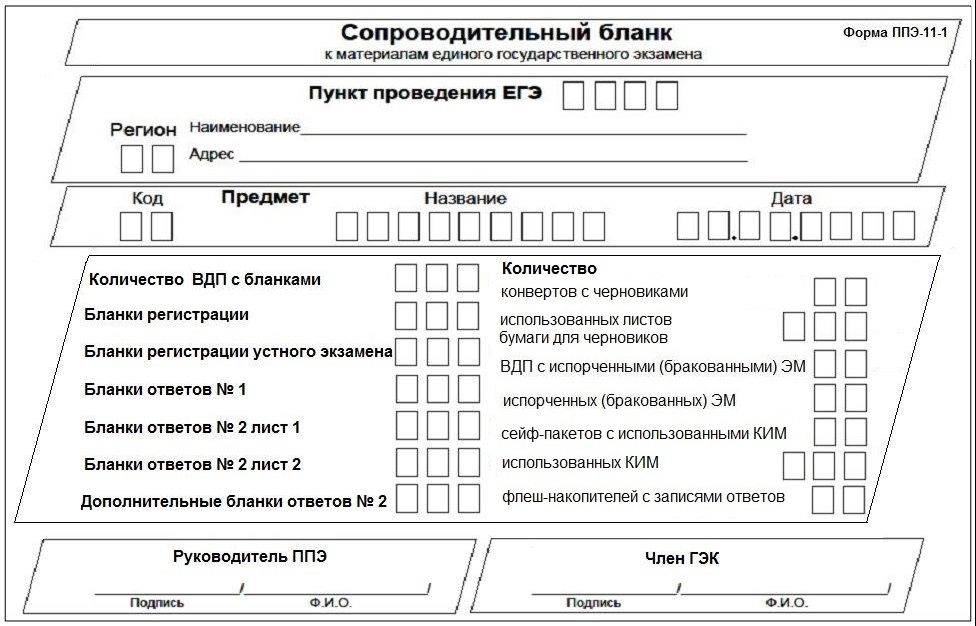 Сопроводительный бланк
Форма ППЭ-11-1
к материалам единого государственного экзамена
Пункт проведения ЕГЭ
Регион
Наименование
Адрес
Код
Предмет
Название
Дата
Количество ВДП с бланками
Бланки регистрации
Бланки регистрации устного экзамена
Бланки ответов № 1
Бланки ответов № 2 лист 1
Бланки ответов № 2 лист 2
Дополнительные бланки ответов № 2
Количество
конвертов с черновиками
использованных листов
бумаги для черновиков
ВДП с испорченными (бракованными) ЭМ
испорченных (бракованных) ЭМ
сейф-пакетов с использованными КИМ
использованных КИМ
флеш-накопителей с записями ответов
Руководитель ППЭ
/ /
Подпись Ф.И.О.
Член ГЭК
/ /
Подпись Ф.И.О.